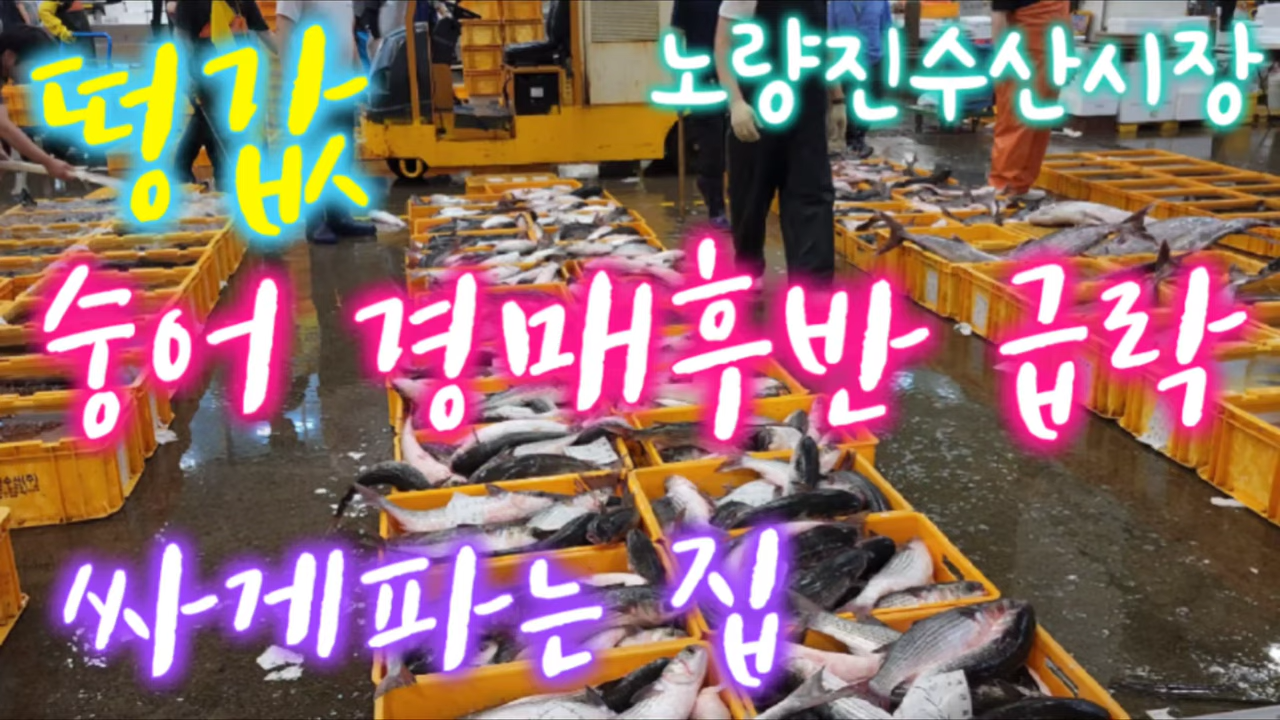 떵값
노량진수산시장
숭어 경매후반 급락
싸게파는 집